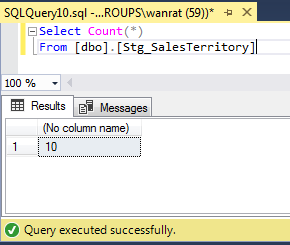 SQLQuery10.sql -...ROUPS\wanrat (59))*
Select Count(*)
From [dbo].[Stg_SalesTerritory]
100 %
Results
Messages
(No column name)
1 10
Query executed successfully.